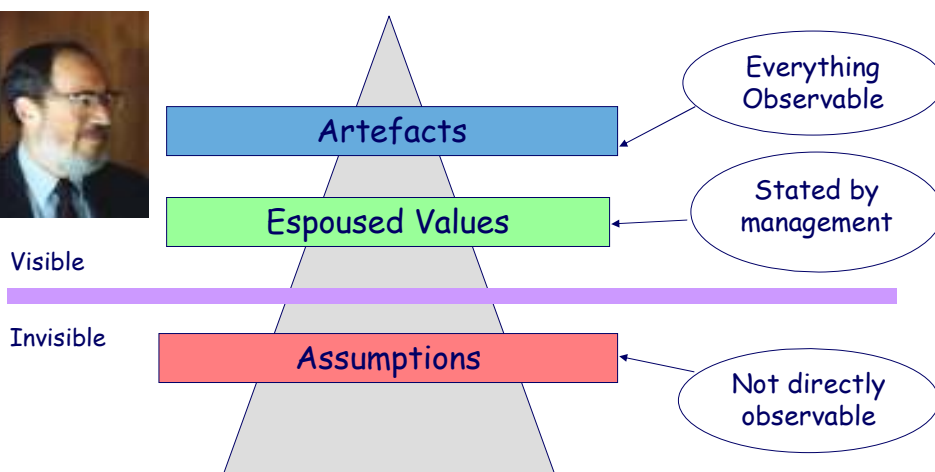 Everything
Observable
Artefacts
Stated by
management
Espoused Values
Visible
Invisible
Assumptions
Not directly
observable